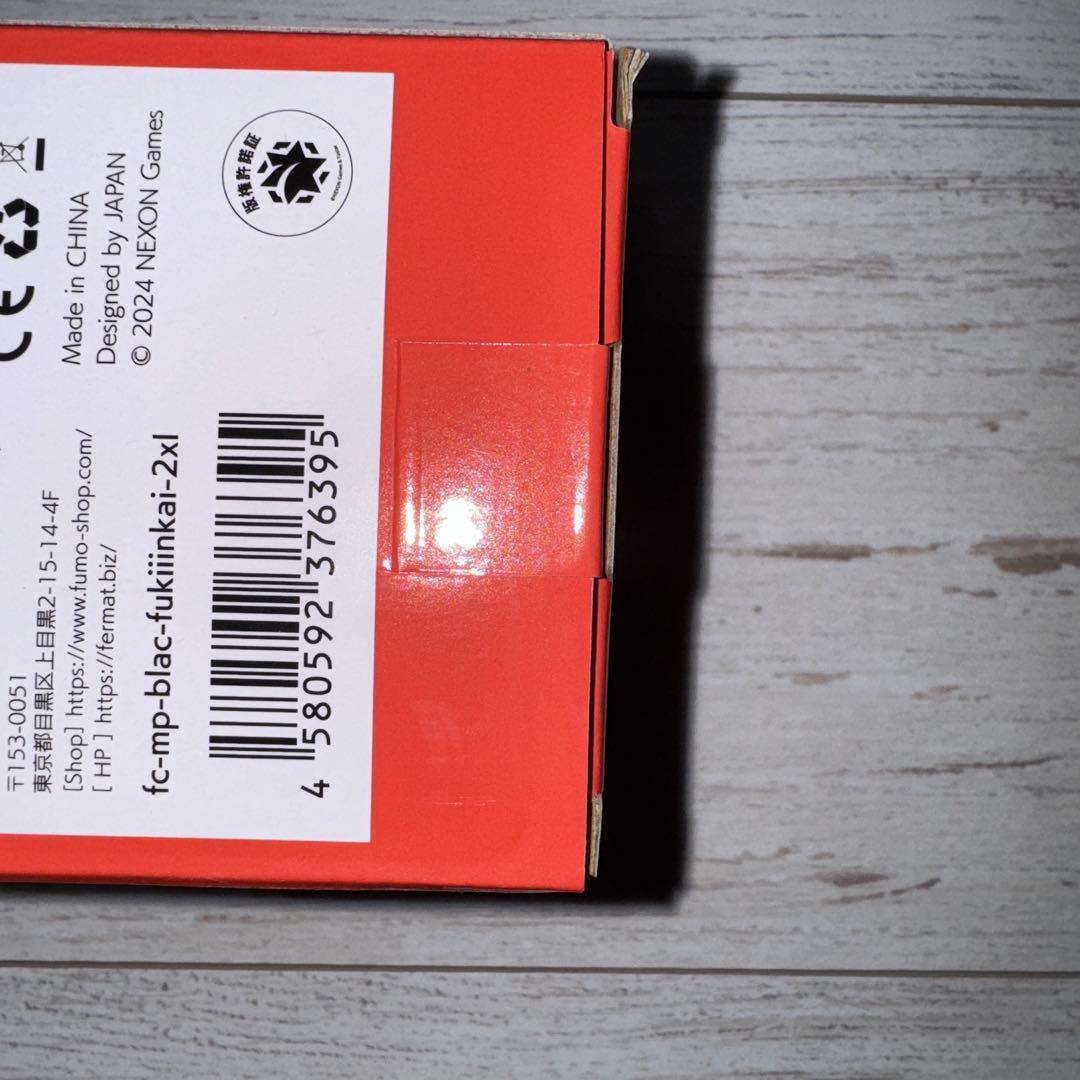 〒153-0051
東京都目黒区上目黒2-15-14-4F
[Shop] https://www.fumo-shop.com/
[ HP ] https://fermat.biz/
fc-mp-blac-fukiiinkai-2xl
4 580592 376395
CE
Made in CHINA
Designed by JAPAN
© 2024 NEXON Games
版権許諾証